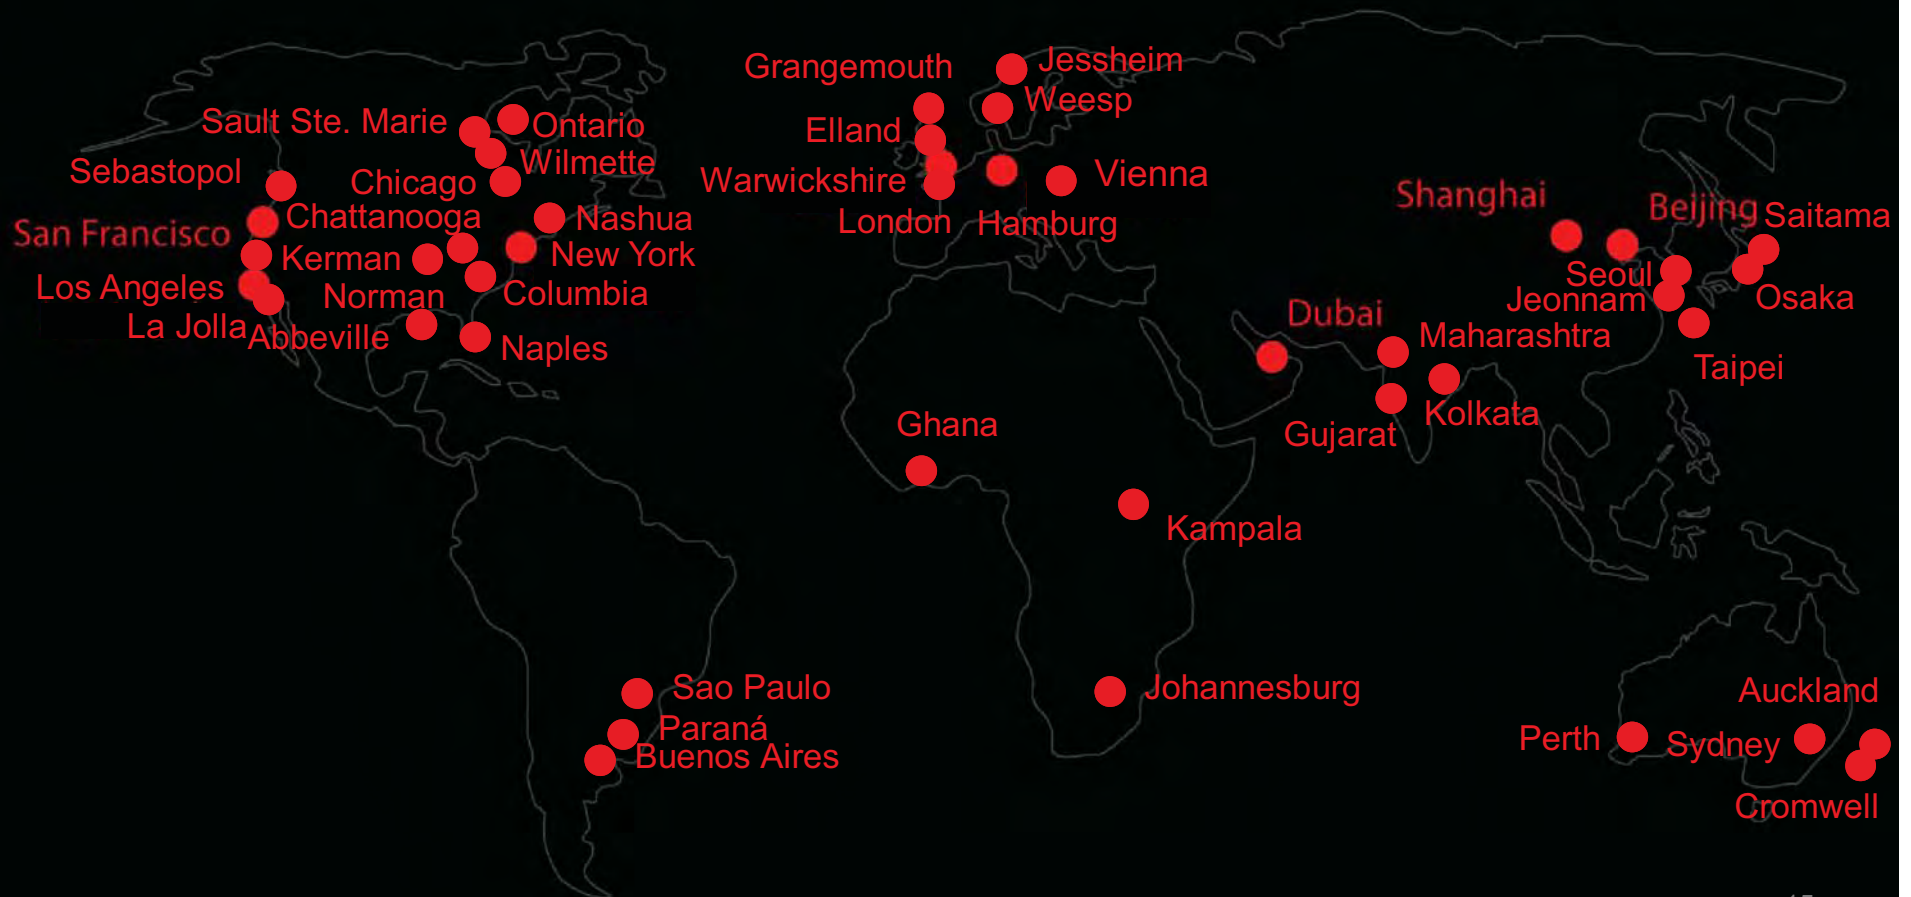 Grangemouth
Jessheim
Weesp
Sault Ste. Marie
Ontario
Elland
Wilmette
Sebastopol
Chicago
Warwickshire
Vienna
Shanghai
Beijing
Saitama
San Francisco
Chattanooga
Nashua
London
Hamburg
Kerman
New York
Seoul
Los Angeles
Norman
Columbia
Jeonnam
Osaka
La Jolla
Abbeville
Naples
Dubai
Maharashtra
Taipei
Ghana
Gujarat
Kolkata
Kampala
Sao Paulo
Johannesburg
Auckland
Paraná
Buenos Aires
Perth
Sydney
Cromwell